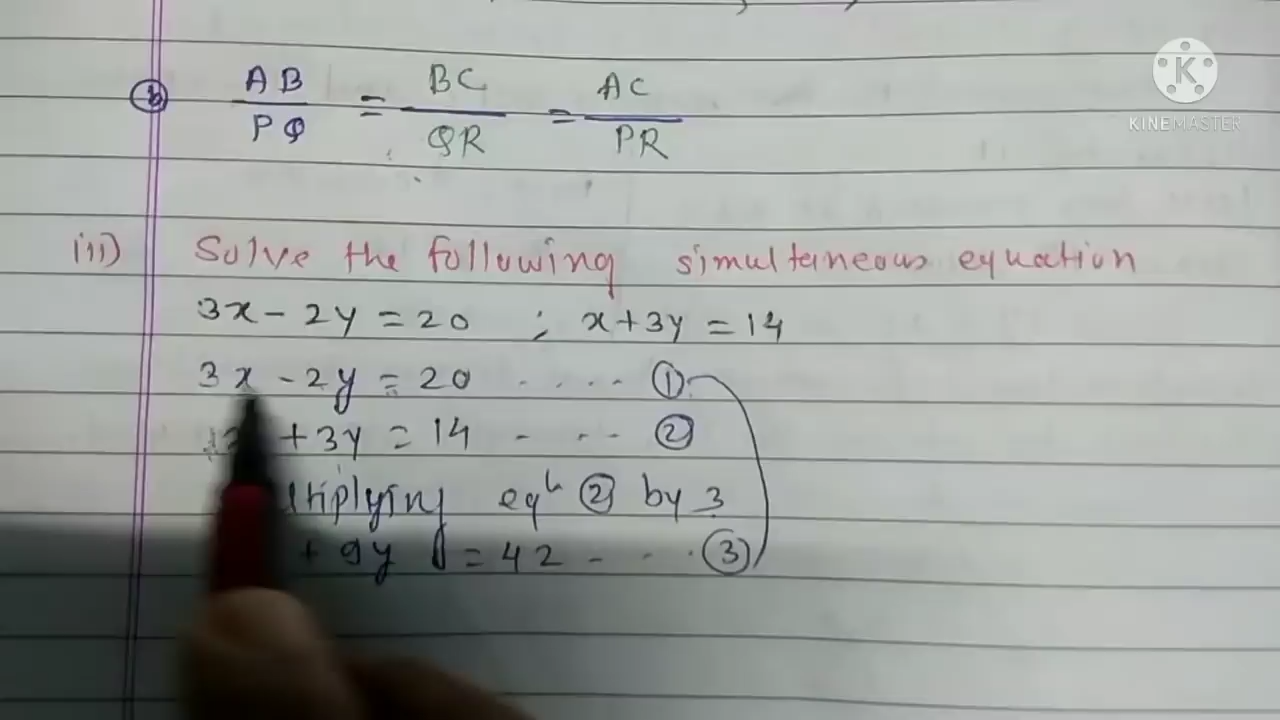 b AB/PQ = BC/QR = AC/PR
KINEMASTER
iii) Solve the following simultaneous equation
3x - 2y = 20 ; x + 3y = 14
3x - 2y = 20 .... ①
+ 3y = 14 - -- ②
eqⁿ ② by 3
+ 9y = 42 - -- ③